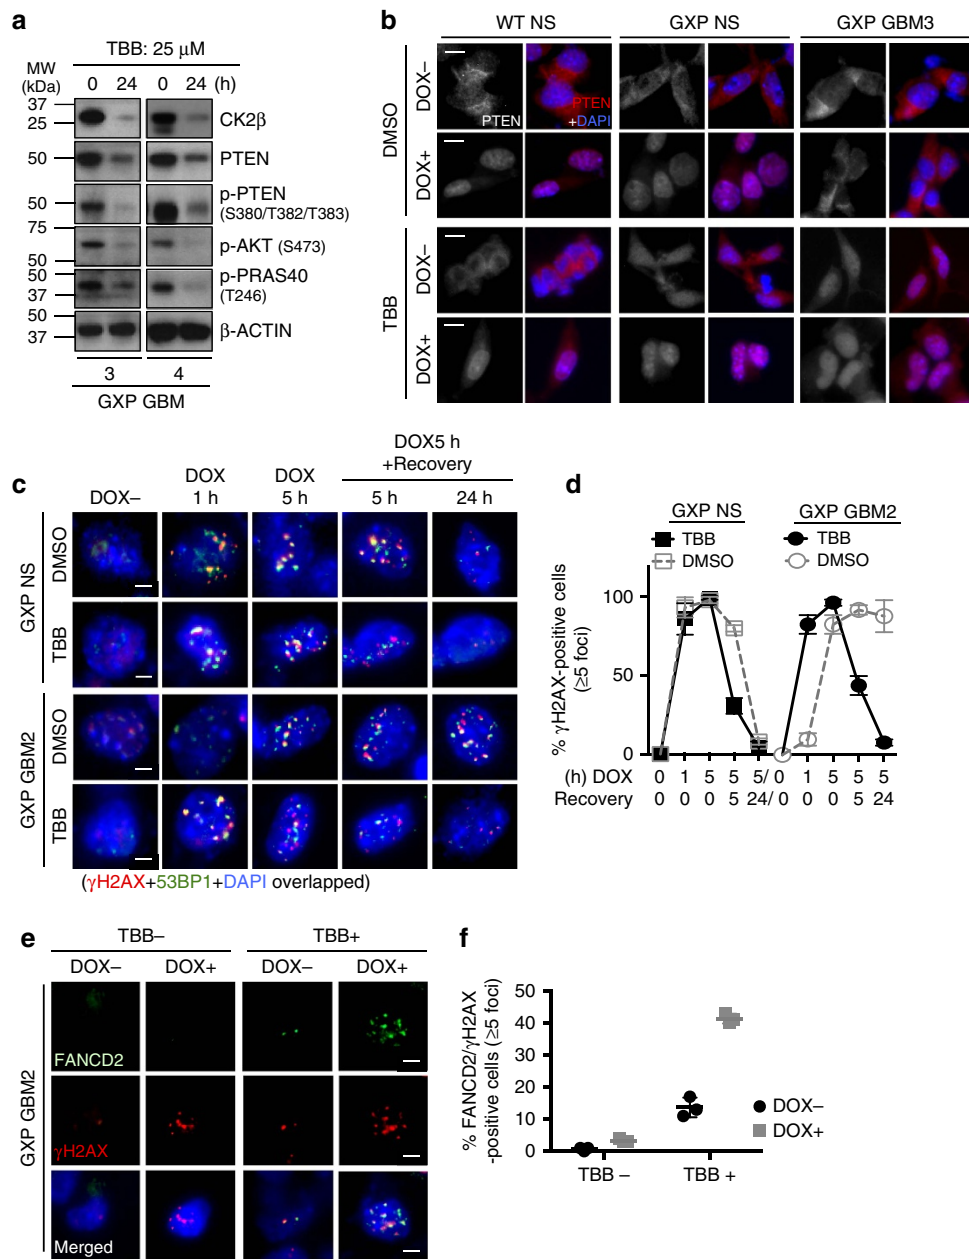 a
TBB: 25 μM
MW
(kDa)
0 24 0 24 (h)
37
25
CK2β
50
PTEN
50
p-PTEN
(S380/T382/T383)
75
50
p-AKT (S473)
50
37
p-PRAS40
(T246)
50
37
β-ACTIN
3 4
GXP GBM
b
WT NS GXP NS GXP GBM3
DMSO
DOX–
PTEN
PTEN
+DAPI
DOX+
TBB
DOX–
DOX+
c
DOX–
DOX
1 h
DOX
5 h
DOX5 h
+Recovery
5 h 24 h
GXP NS
DMSO
TBB
GXP GBM2
DMSO
TBB
(γH2AX+53BP1+DAPI overlapped)
d
GXP NS GXP GBM2
TBB TBB
DMSO DMSO
% γH2AX-positive cells
(≥5 foci)
100
50
0
(h) DOX 0 1 5 5 5/ 0 1 5 5 5
Recovery 0 0 0 5 24/ 0 0 0 5 24
e
TBB– TBB+
DOX– DOX+ DOX– DOX+
GXP GBM2
FANCD2
γH2AX
Merged
f
% FANCD2/γH2AX
-positive cells (≥5 foci)
50
40
30
20
10
0
TBB – TBB +
DOX–
DOX+